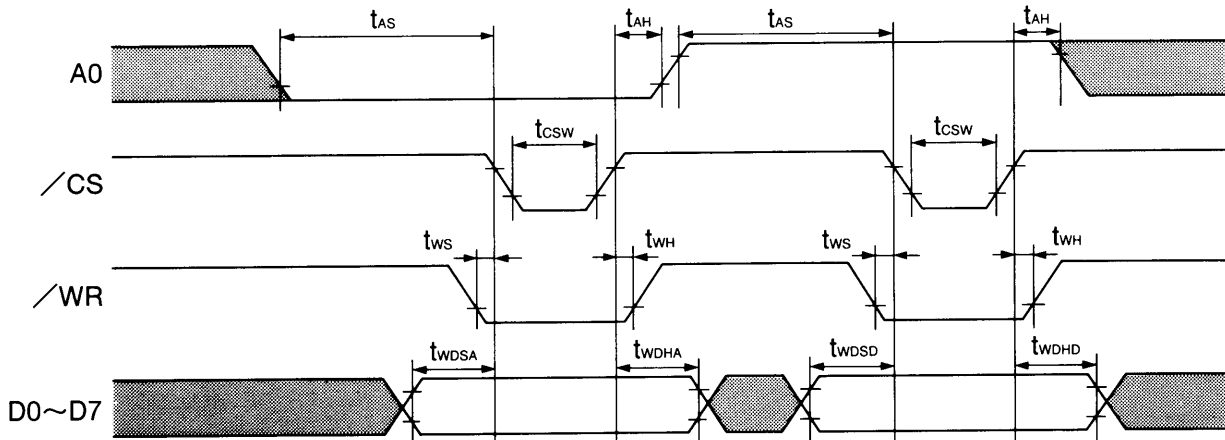 tAS tAH tAS tAH
A0
tCSW tCSW
/CS
tWS tWH tWS tWH
/WR
tWDSA tWDHA tWDSD tWDHD
D0~D7